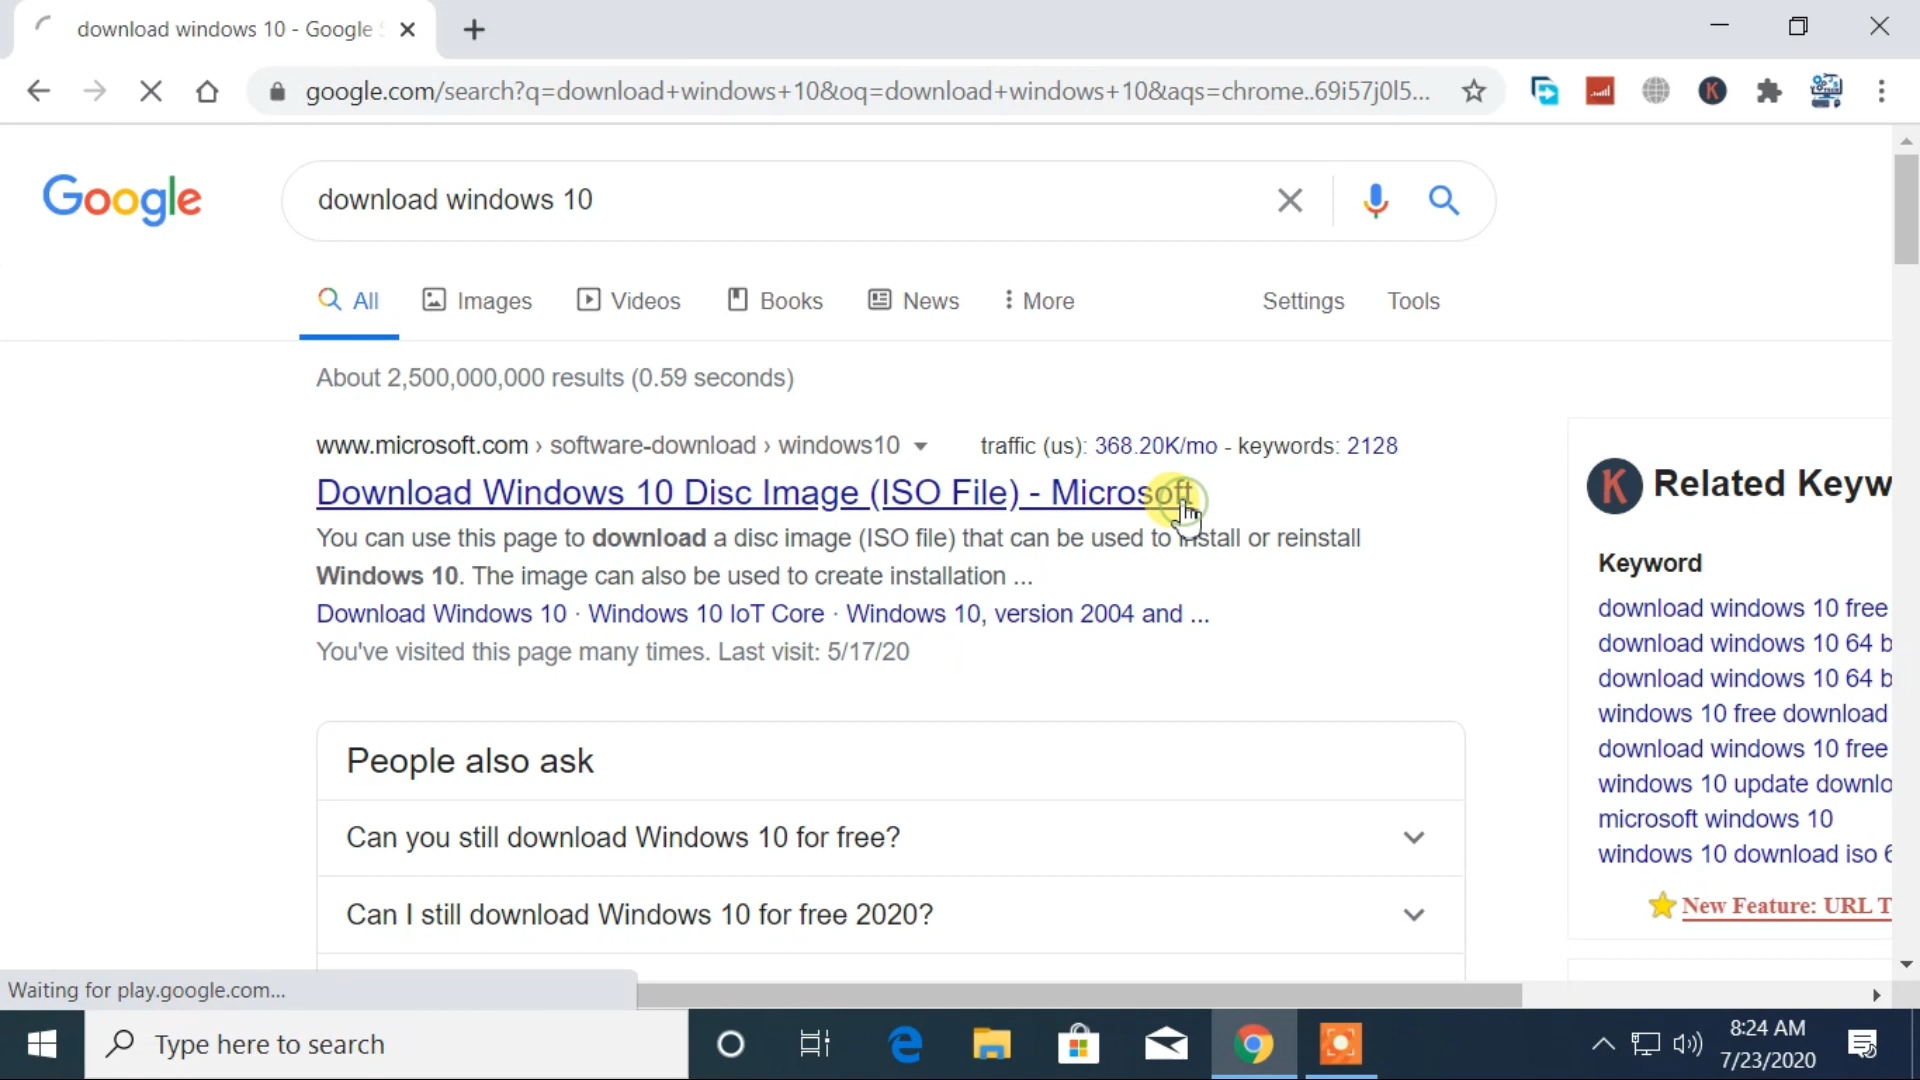 download windows 10 - Google S
google.com/search?q=download+windows+10&oq=download+windows+10&aqs=chrome..69i57j0l5...
K
Google
download windows 10
All
Images
Videos
Books
News
More
Settings
Tools
About 2,500,000,000 results (0.59 seconds)
www.microsoft.com › software-download › windows10
traffic (us): 368.20K/mo - keywords: 2128
Download Windows 10 Disc Image (ISO File) - Microsoft
You can use this page to download a disc image (ISO file) that can be used to install or reinstall
Windows 10. The image can also be used to create installation ...
Download Windows 10 · Windows 10 IoT Core · Windows 10, version 2004 and ...
You've visited this page many times. Last visit: 5/17/20
People also ask
Can you still download Windows 10 for free?
Can I still download Windows 10 for free 2020?
K Related Keyw
Keyword
download windows 10 free
download windows 10 64 b
download windows 10 64 b
windows 10 free download
download windows 10 free
windows 10 update downlo
microsoft windows 10
windows 10 download iso 6
New Feature: URL T
Waiting for play.google.com...
Type here to search
8:24 AM
7/23/2020